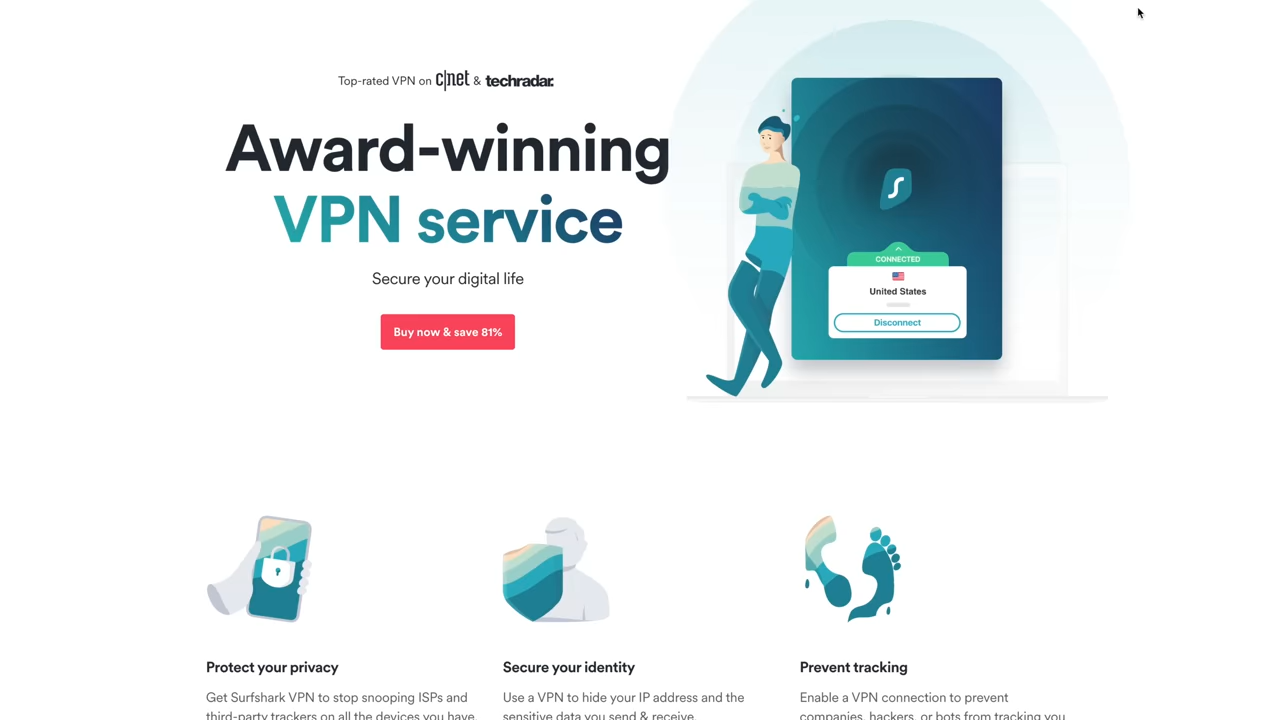 Top-rated VPN on c|net & techradar.
Award-winning
VPN service
Secure your digital life
Buy now & save 81%
CONNECTED
United States
Disconnect
Protect your privacy
Get Surfshark VPN to stop snooping ISPs and
third-party trackers on all the devices you have.
Secure your identity
Use a VPN to hide your IP address and the
sensitive data you send & receive.
Prevent tracking
Enable a VPN connection to prevent
companies, hackers, or bots from tracking you